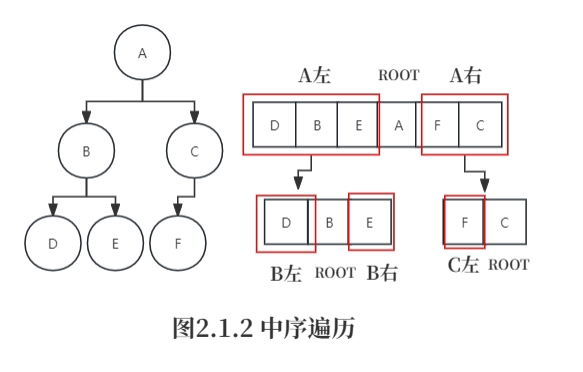 A
B
C
D
E
F
A左 ROOT A右
D B E A F C
D B E
F C
B左 ROOT B右
C左 ROOT
图2.1.2 中序遍历